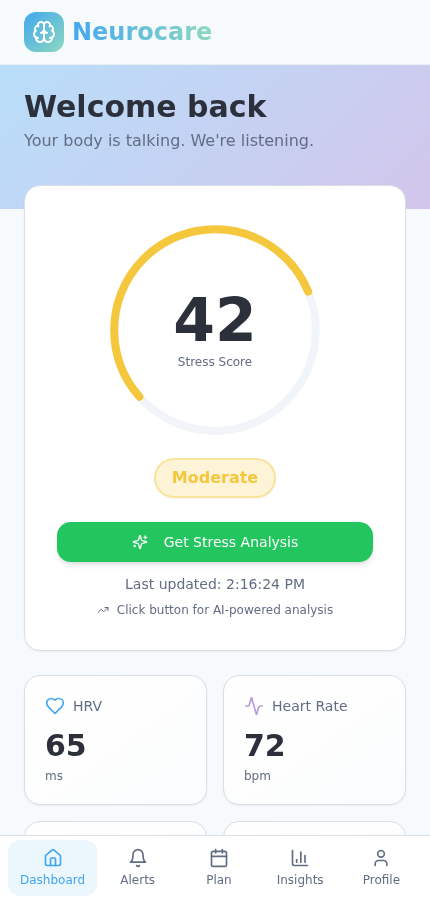 Neurocare
Welcome back
Your body is talking. We're listening.
42
Stress Score
Moderate
Get Stress Analysis
Last updated: 2:16:24 PM
Click button for AI-powered analysis
HRV
65
ms
Heart Rate
72
bpm
Dashboard
Alerts
Plan
Insights
Profile